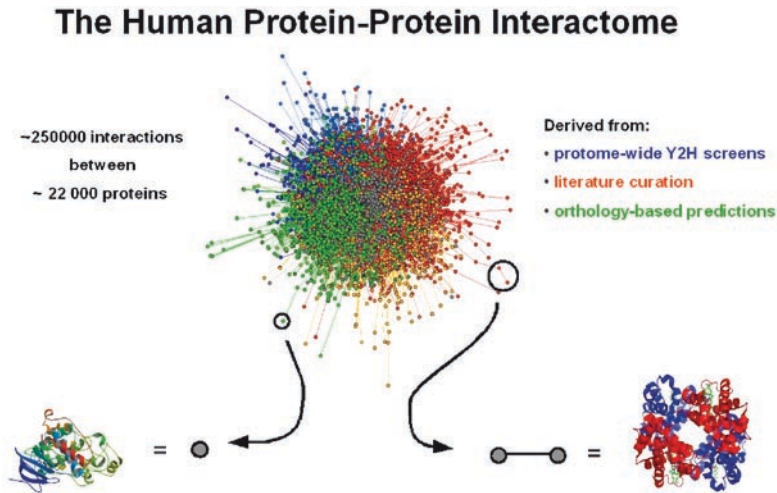 The Human Protein-Protein Interactome
~250000 interactions
between
~ 22 000 proteins
Derived from:
• protome-wide Y2H screens
• literature curation
• orthology-based predictions
=
=